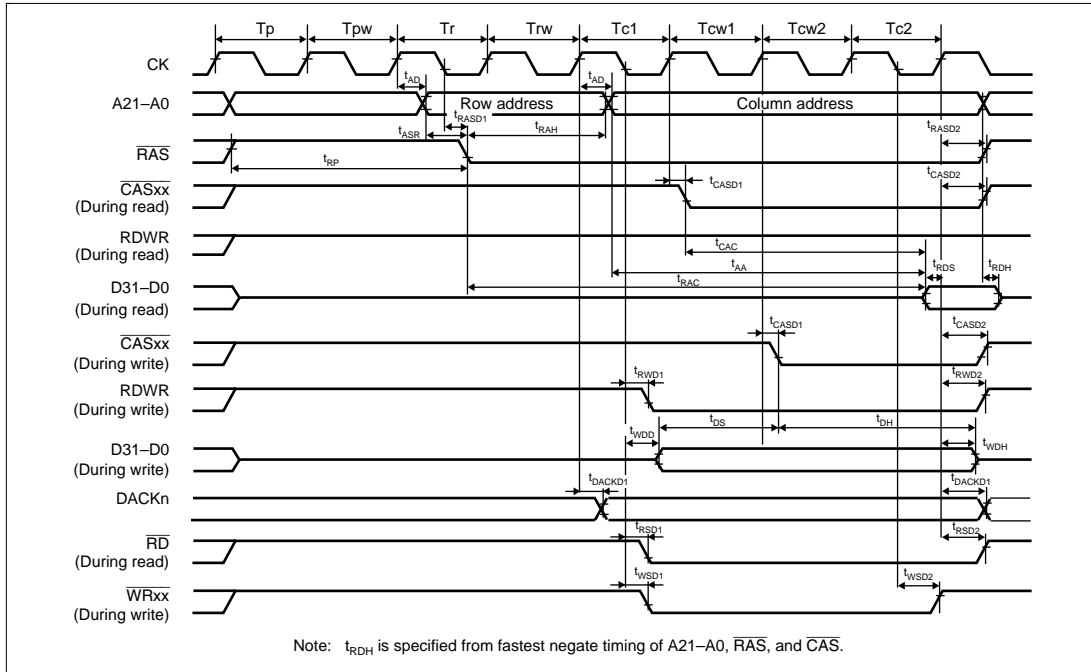 Tp Tpw Tr Trw Tc1 Tcw1 Tcw2 Tc2
CK
tAD tAD
A21–A0 Row address Column address
tRASD1
tASR tRAH tRASD2
RAS
tRP
CASxx tCASD1 tCASD2
(During read)
RDWR
(During read) tCAC
tAA tRDS tRDH
D31–D0 tRAC
(During read)
CASxx tCASD1 tCASD2
(During write)
RDWR tRWD1 tRWD2
(During write)
tDS tDH
D31–D0 tWDD tWDH
(During write)
DACKn tDACKD1 tDACKD1
RD tRSD1 tRSD2
(During read)
WRxx tWSD1 tWSD2
(During write)
Note: tRDH is specified from fastest negate timing of A21–A0, RAS, and CAS.